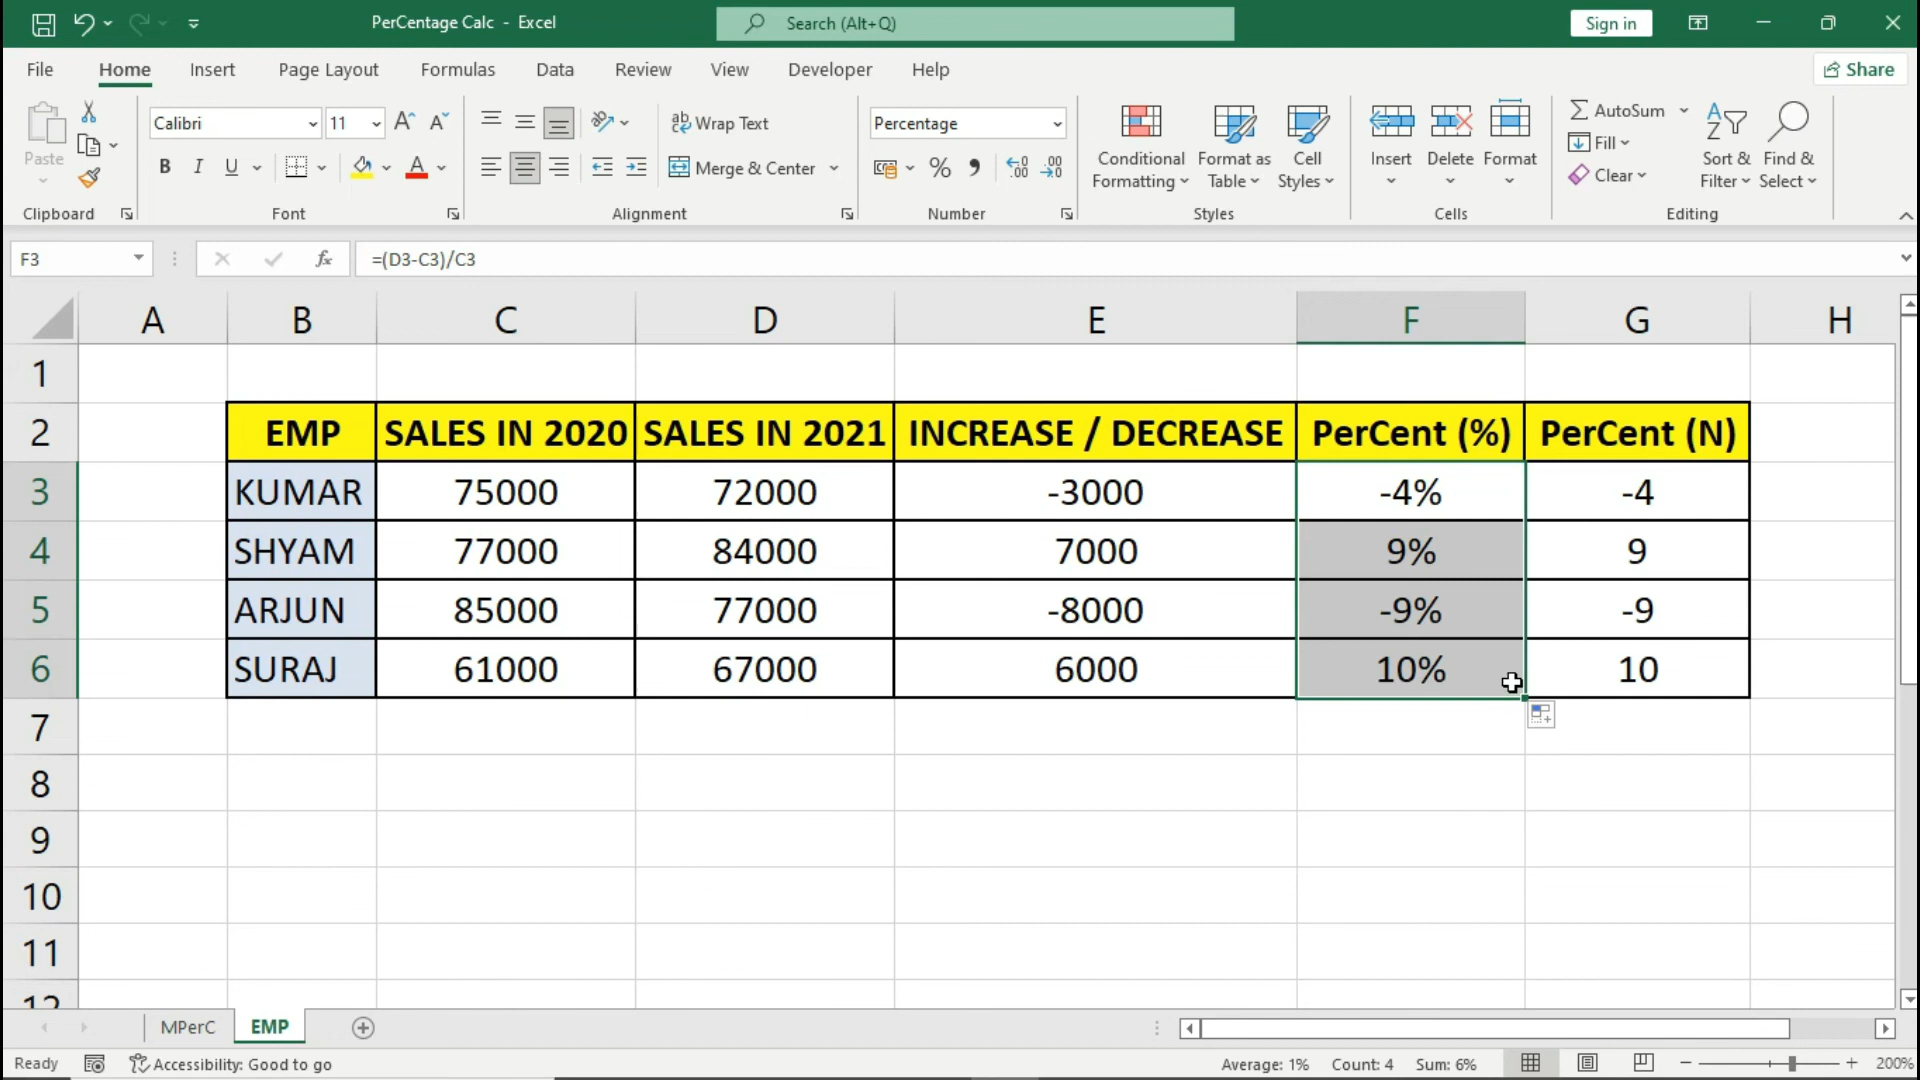 PerCentage Calc - Excel
Search (Alt+Q)
Sign in
File Home Insert Page Layout Formulas Data Review View Developer Help
Share
Paste
Clipboard
Calibri 11
B I U
Font
Wrap Text
Merge & Center
Alignment
Percentage
Number
Conditional Formatting
Format as Table
Cell Styles
Styles
Insert Delete Format
Cells
AutoSum
Fill
Clear
Sort & Filter
Find & Select
Editing
F3 fx =(D3-C3)/C3
A B C D E F G H
1
2 EMP SALES IN 2020 SALES IN 2021 INCREASE / DECREASE PerCent (%) PerCent (N)
3 KUMAR 75000 72000 -3000 -4% -4
4 SHYAM 77000 84000 7000 9% 9
5 ARJUN 85000 77000 -8000 -9% -9
6 SURAJ 61000 67000 6000 10% 10
7
8
9
10
11
12
MPerC EMP
Ready Accessibility: Good to go Average: 1% Count: 4 Sum: 6% 200%